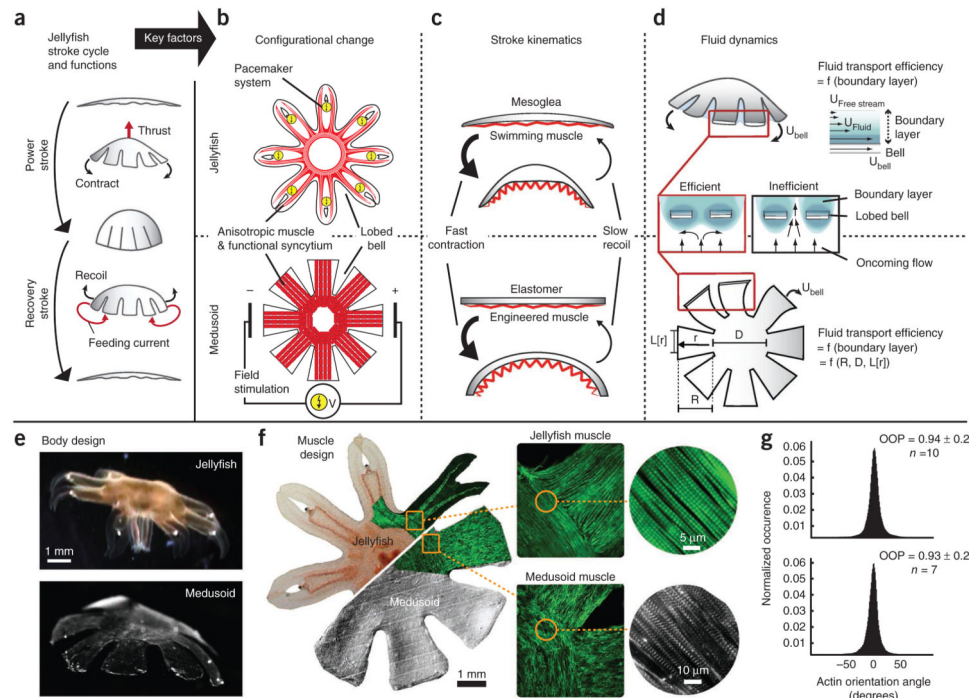 a
Jellyfish
stroke cycle
and functions
Key factors
Power
stroke
Thrust
Contract
Recovery
stroke
Recoil
Feeding current
b
Configurational change
Pacemaker
system
Jellyfish
Anisotropic muscle
& functional syncytium
Lobed
bell
Medusoid
−
+
Field
stimulation
V
c
Stroke kinematics
Mesoglea
Swimming muscle
Fast
contraction
Slow
recoil
Elastomer
Engineered muscle
d
Fluid dynamics
Fluid transport efficiency
= f (boundary layer)
UFree stream
UFluid
Boundary
layer
Bell
Ubell
Ubell
Efficient
Inefficient
Boundary layer
Lobed bell
Oncoming flow
Ubell
L[r]
r
D
R
Fluid transport efficiency
= f (boundary layer)
= f (R, D, L[r])
e
Body design
Jellyfish
1 mm
Medusoid
f
Muscle
design
Jellyfish
Medusoid
1 mm
Jellyfish muscle
5 µm
Medusoid muscle
10 µm
g
OOP = 0.94 ± 0.2
n =10
0.06
0.05
0.04
0.03
0.02
0.01
Normalized occurence
OOP = 0.93 ± 0.2
n = 7
0.06
0.05
0.04
0.03
0.02
0.01
−50
0
50
Actin orientation angle
(degrees)